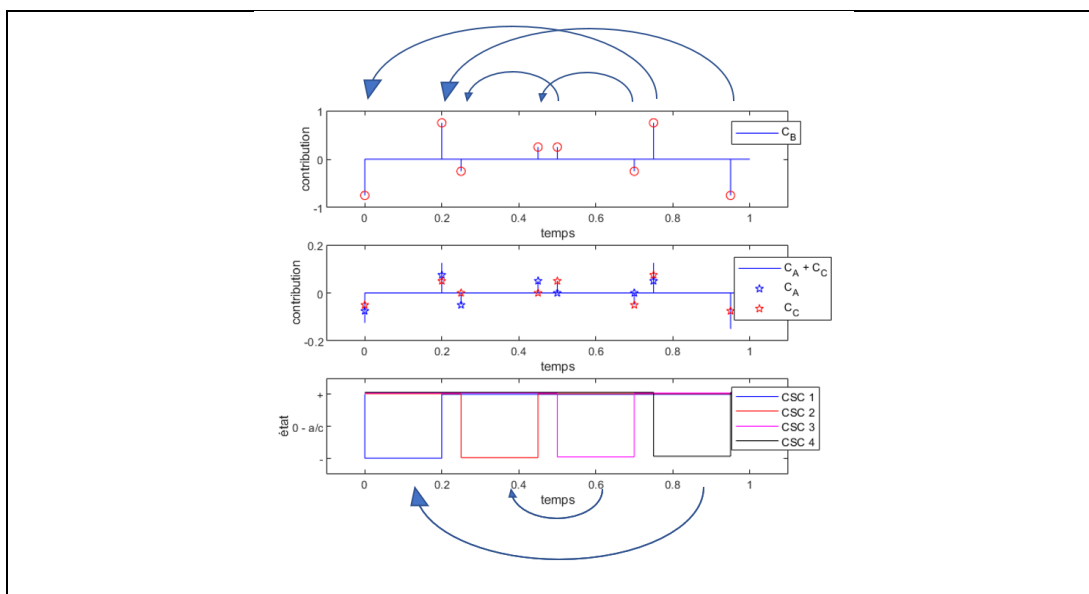 1
0
-1
contribution
C_B
0 0.2 0.4 0.6 0.8 1
temps
0.2
0
-0.2
contribution
C_A + C_C
C_A
C_C
0 0.2 0.4 0.6 0.8 1
temps
+
0 - a/c
-
état
CSC 1
CSC 2
CSC 3
CSC 4
0 0.2 0.4 0.6 0.8 1
temps